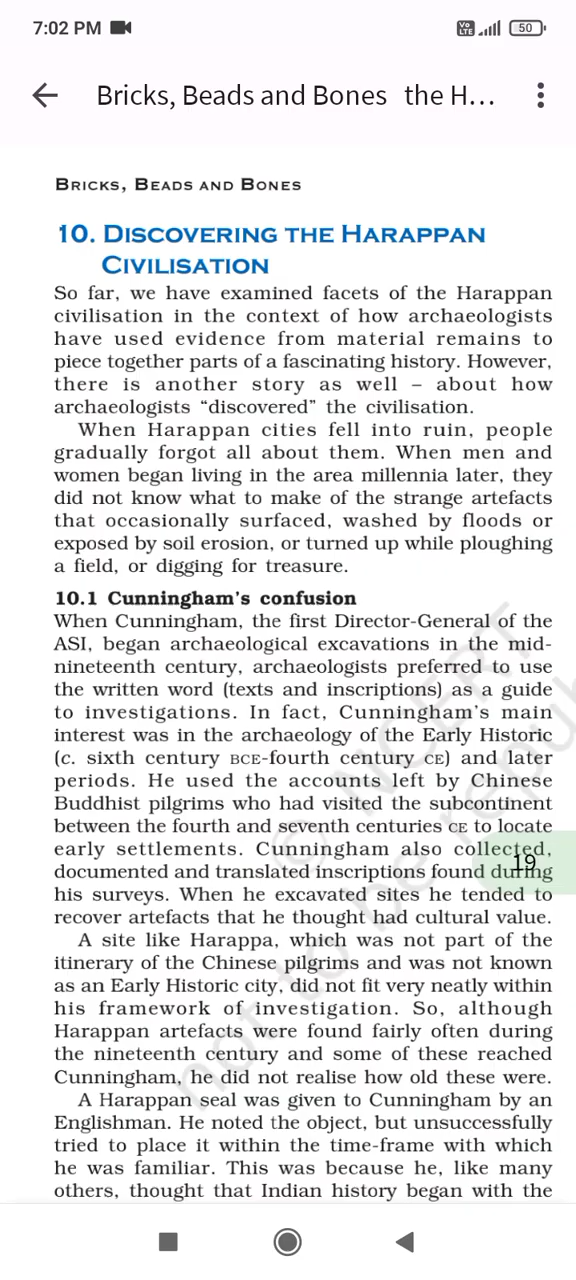 7:02 PM
Vo LTE
50
Bricks, Beads and Bones the H...
BRICKS, BEADS AND BONES
10. DISCOVERING THE HARAPPAN
CIVILISATION
So far, we have examined facets of the Harappan
civilisation in the context of how archaeologists
have used evidence from material remains to
piece together parts of a fascinating history. However,
there is another story as well – about how
archaeologists “discovered” the civilisation.
When Harappan cities fell into ruin, people
gradually forgot all about them. When men and
women began living in the area millennia later, they
did not know what to make of the strange artefacts
that occasionally surfaced, washed by floods or
exposed by soil erosion, or turned up while ploughing
a field, or digging for treasure.
10.1 Cunningham’s confusion
When Cunningham, the first Director-General of the
ASI, began archaeological excavations in the mid-
nineteenth century, archaeologists preferred to use
the written word (texts and inscriptions) as a guide
to investigations. In fact, Cunningham’s main
interest was in the archaeology of the Early Historic
(c. sixth century BCE-fourth century CE) and later
periods. He used the accounts left by Chinese
Buddhist pilgrims who had visited the subcontinent
between the fourth and seventh centuries CE to locate
early settlements. Cunningham also collected,
19
documented and translated inscriptions found during
his surveys. When he excavated sites he tended to
recover artefacts that he thought had cultural value.
A site like Harappa, which was not part of the
itinerary of the Chinese pilgrims and was not known
as an Early Historic city, did not fit very neatly within
his framework of investigation. So, although
Harappan artefacts were found fairly often during
the nineteenth century and some of these reached
Cunningham, he did not realise how old these were.
A Harappan seal was given to Cunningham by an
Englishman. He noted the object, but unsuccessfully
tried to place it within the time-frame with which
he was familiar. This was because he, like many
others, thought that Indian history began with the
© NCERT
not to be repub